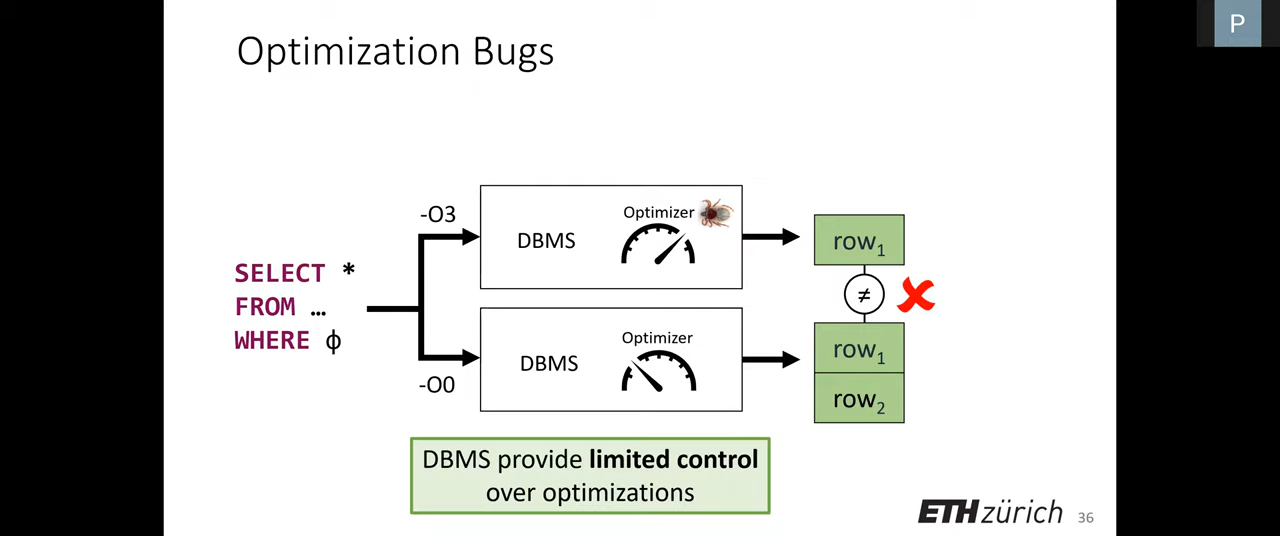 P
Optimization Bugs
-O3
Optimizer
DBMS
row₁
SELECT *
FROM …
WHERE ϕ
≠
Optimizer
DBMS
row₁
-O0
row₂
DBMS provide limited control
over optimizations
ETH zürich
36